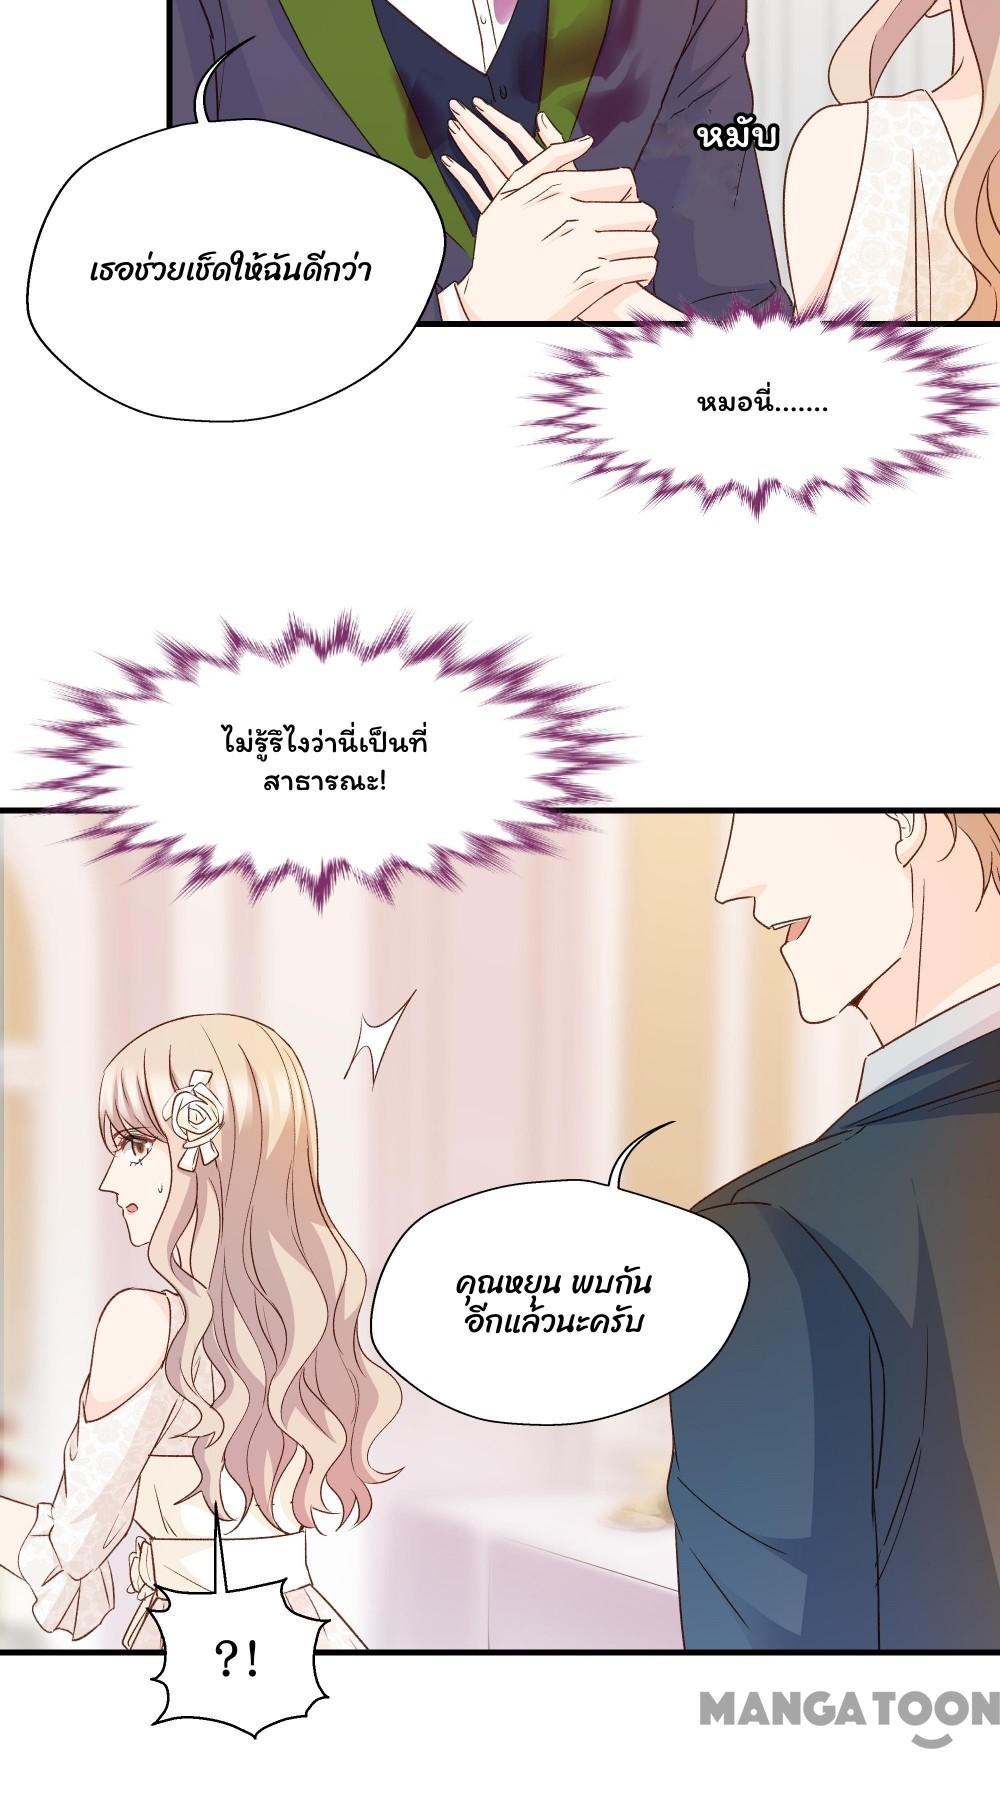 หมับ
เธอช่วยเช็ดให้ฉันดีกว่า
หมอนี่.......
ไม่รู้รึไงว่านี่เป็นที่
สาธารณะ!
คุณหยุน พบกัน
อีกแล้วนะครับ
?!
MANGATOON